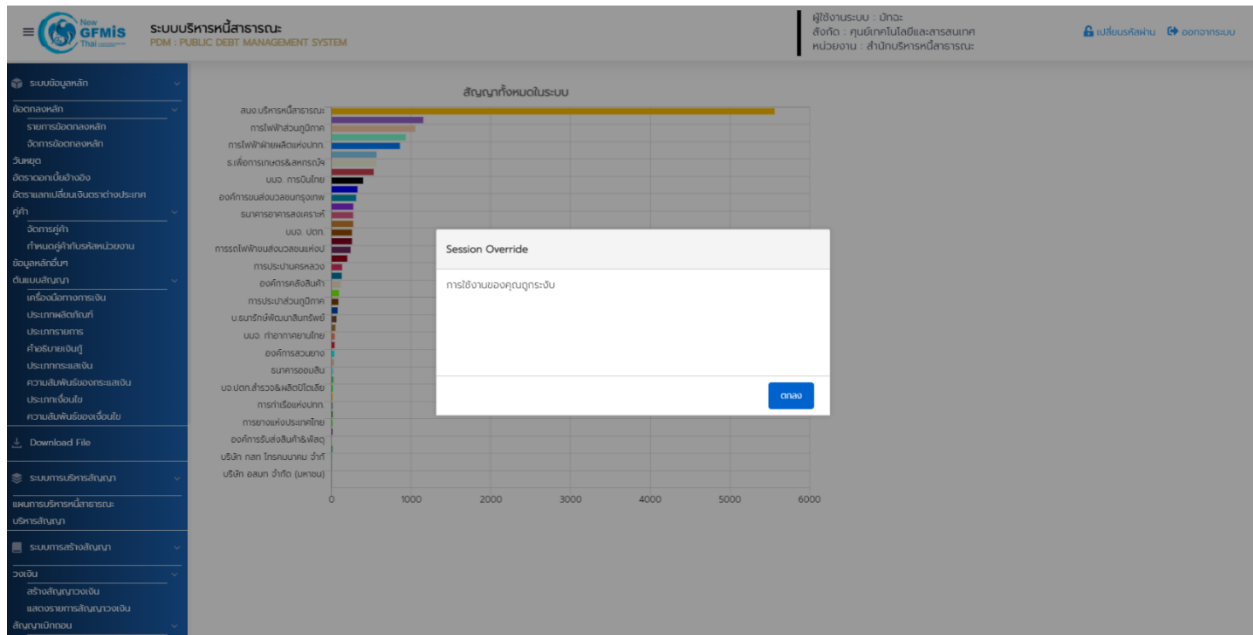 New
GFMiS
Thai
ระบบบริหารหนี้สาธารณะ
PDM : PUBLIC DEBT MANAGEMENT SYSTEM
ผู้ใช้งานระบบ : มักอะ
สังกัด : ศูนย์เทคโนโลยีและสารสนเทศ
หน่วยงาน : สำนักบริหารหนี้สาธารณะ
เปลี่ยนรหัสผ่าน
ออกจากระบบ
ระบบข้อมูลหลัก
ข้อตกลงหลัก
รายการข้อตกลงหลัก
จัดการข้อตกลงหลัก
วันหยุด
อัตราดอกเบี้ยอ้างอิง
อัตราแลกเปลี่ยนเงินตราต่างประเทศ
คู่ค้า
จัดการคู่ค้า
กำหนดคู่ค้ากับรหัสหน่วยงาน
ข้อมูลหลักอื่นๆ
ต้นแบบสัญญา
เครื่องมือทางการเงิน
ประเภทผลิตภัณฑ์
ประเภทรายการ
คำอธิบายเงินกู้
ประเภทกระแสเงิน
ความสัมพันธ์ของกระแสเงิน
ประเภทเงื่อนไข
ความสัมพันธ์ของเงื่อนไข
Download File
ระบบการบริหารสัญญา
แผนการบริหารหนี้สาธารณะ
บริหารสัญญา
ระบบการสร้างสัญญา
วงเงิน
สร้างสัญญาวงเงิน
แสดงรายการสัญญาวงเงิน
สัญญาเบิกถอน
สัญญาทั้งหมดในระบบ
สนง.บริหารหนี้สาธารณะ
การไฟฟ้าส่วนภูมิภาค
การไฟฟ้าฝ่ายผลิตแห่งปทท.
ธ.เพื่อการเกษตร&สหกรณ์ฯ
บมจ. การบินไทย
องค์การขนส่งมวลชนกรุงเทพ
ธนาคารอาคารสงเคราะห์
บมจ. ปตท.
การรถไฟฟ้าขนส่งมวลชนแห่งป
การประปานครหลวง
องค์การคลังสินค้า
การประปาส่วนภูมิภาค
บ.ธนารักษ์พัฒนาสินทรัพย์
บมจ. ท่าอากาศยานไทย
องค์การสวนยาง
ธนาคารออมสิน
บจ.ปตท.สำรวจ&ผลิตปิโตเลีย
การท่าเรือแห่งปทท.
การยางแห่งประเทศไทย
องค์การรับส่งสินค้า&พัสดุ
บริษัท กสท โทรคมนาคม จำกั
บริษัท อสมท จำกัด (มหาชน)
0 1000 2000 3000 4000 5000 6000
Session Override
การใช้งานของคุณถูกระงับ
ตกลง